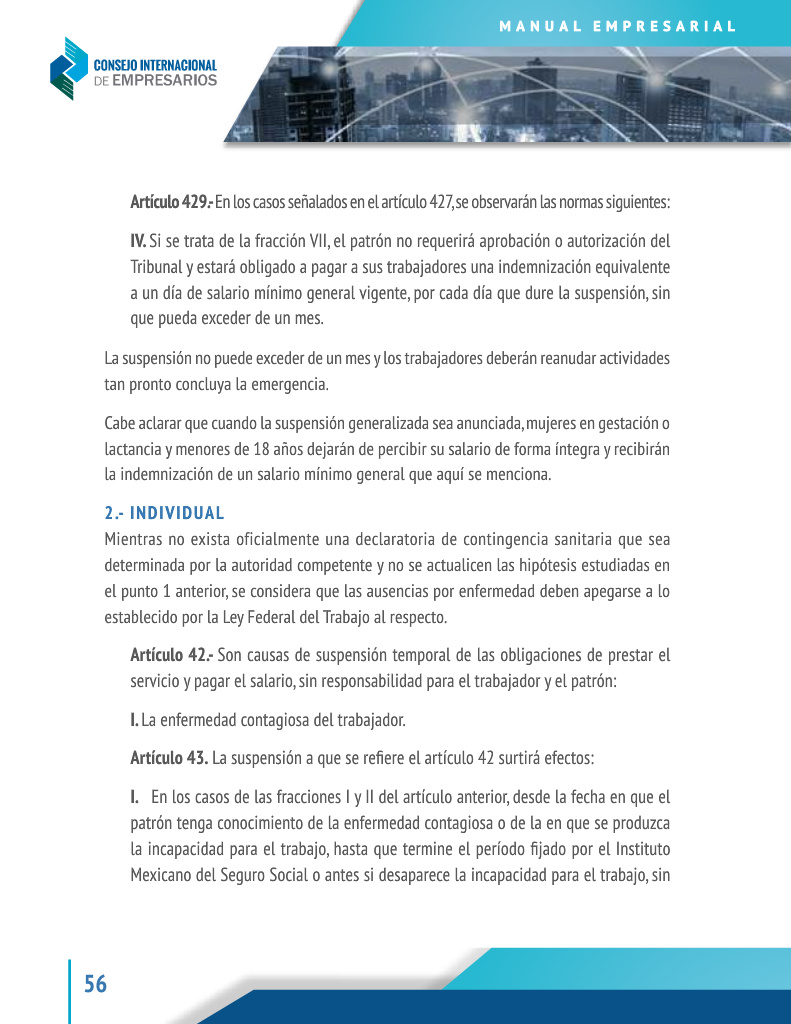 MANUAL EMPRESARIAL
CONSEJO INTERNACIONAL
DE EMPRESARIOS
Artículo 429.- En los casos señalados en el artículo 427, se observarán las normas siguientes:
IV. Si se trata de la fracción VII, el patrón no requerirá aprobación o autorización del
Tribunal y estará obligado a pagar a sus trabajadores una indemnización equivalente
a un día de salario mínimo general vigente, por cada día que dure la suspensión, sin
que pueda exceder de un mes.
La suspensión no puede exceder de un mes y los trabajadores deberán reanudar actividades
tan pronto concluya la emergencia.
Cabe aclarar que cuando la suspensión generalizada sea anunciada, mujeres en gestación o
lactancia y menores de 18 años dejarán de percibir su salario de forma íntegra y recibirán
la indemnización de un salario mínimo general que aquí se menciona.
2.- INDIVIDUAL
Mientras no exista oficialmente una declaratoria de contingencia sanitaria que sea
determinada por la autoridad competente y no se actualicen las hipótesis estudiadas en
el punto 1 anterior, se considera que las ausencias por enfermedad deben apegarse a lo
establecido por la Ley Federal del Trabajo al respecto.
Artículo 42.- Son causas de suspensión temporal de las obligaciones de prestar el
servicio y pagar el salario, sin responsabilidad para el trabajador y el patrón:
I. La enfermedad contagiosa del trabajador.
Artículo 43. La suspensión a que se refiere el artículo 42 surtirá efectos:
I. En los casos de las fracciones I y II del artículo anterior, desde la fecha en que el
patrón tenga conocimiento de la enfermedad contagiosa o de la en que se produzca
la incapacidad para el trabajo, hasta que termine el período fijado por el Instituto
Mexicano del Seguro Social o antes si desaparece la incapacidad para el trabajo, sin
56